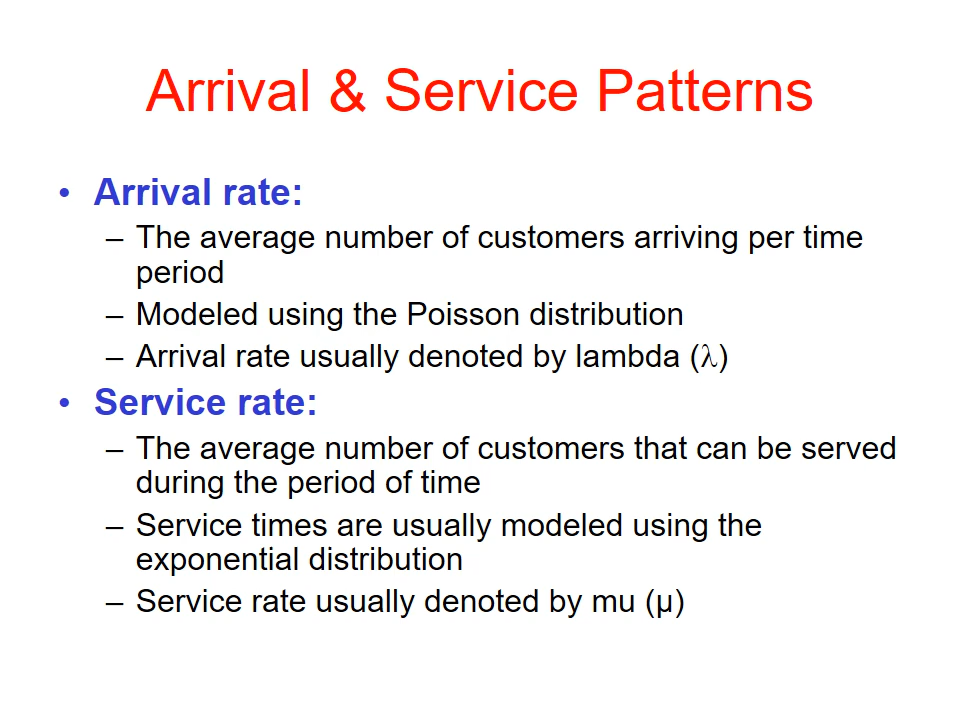 Arrival & Service Patterns
• Arrival rate:
– The average number of customers arriving per time
period
– Modeled using the Poisson distribution
– Arrival rate usually denoted by lambda (λ)
• Service rate:
– The average number of customers that can be served
during the period of time
– Service times are usually modeled using the
exponential distribution
– Service rate usually denoted by mu (µ)